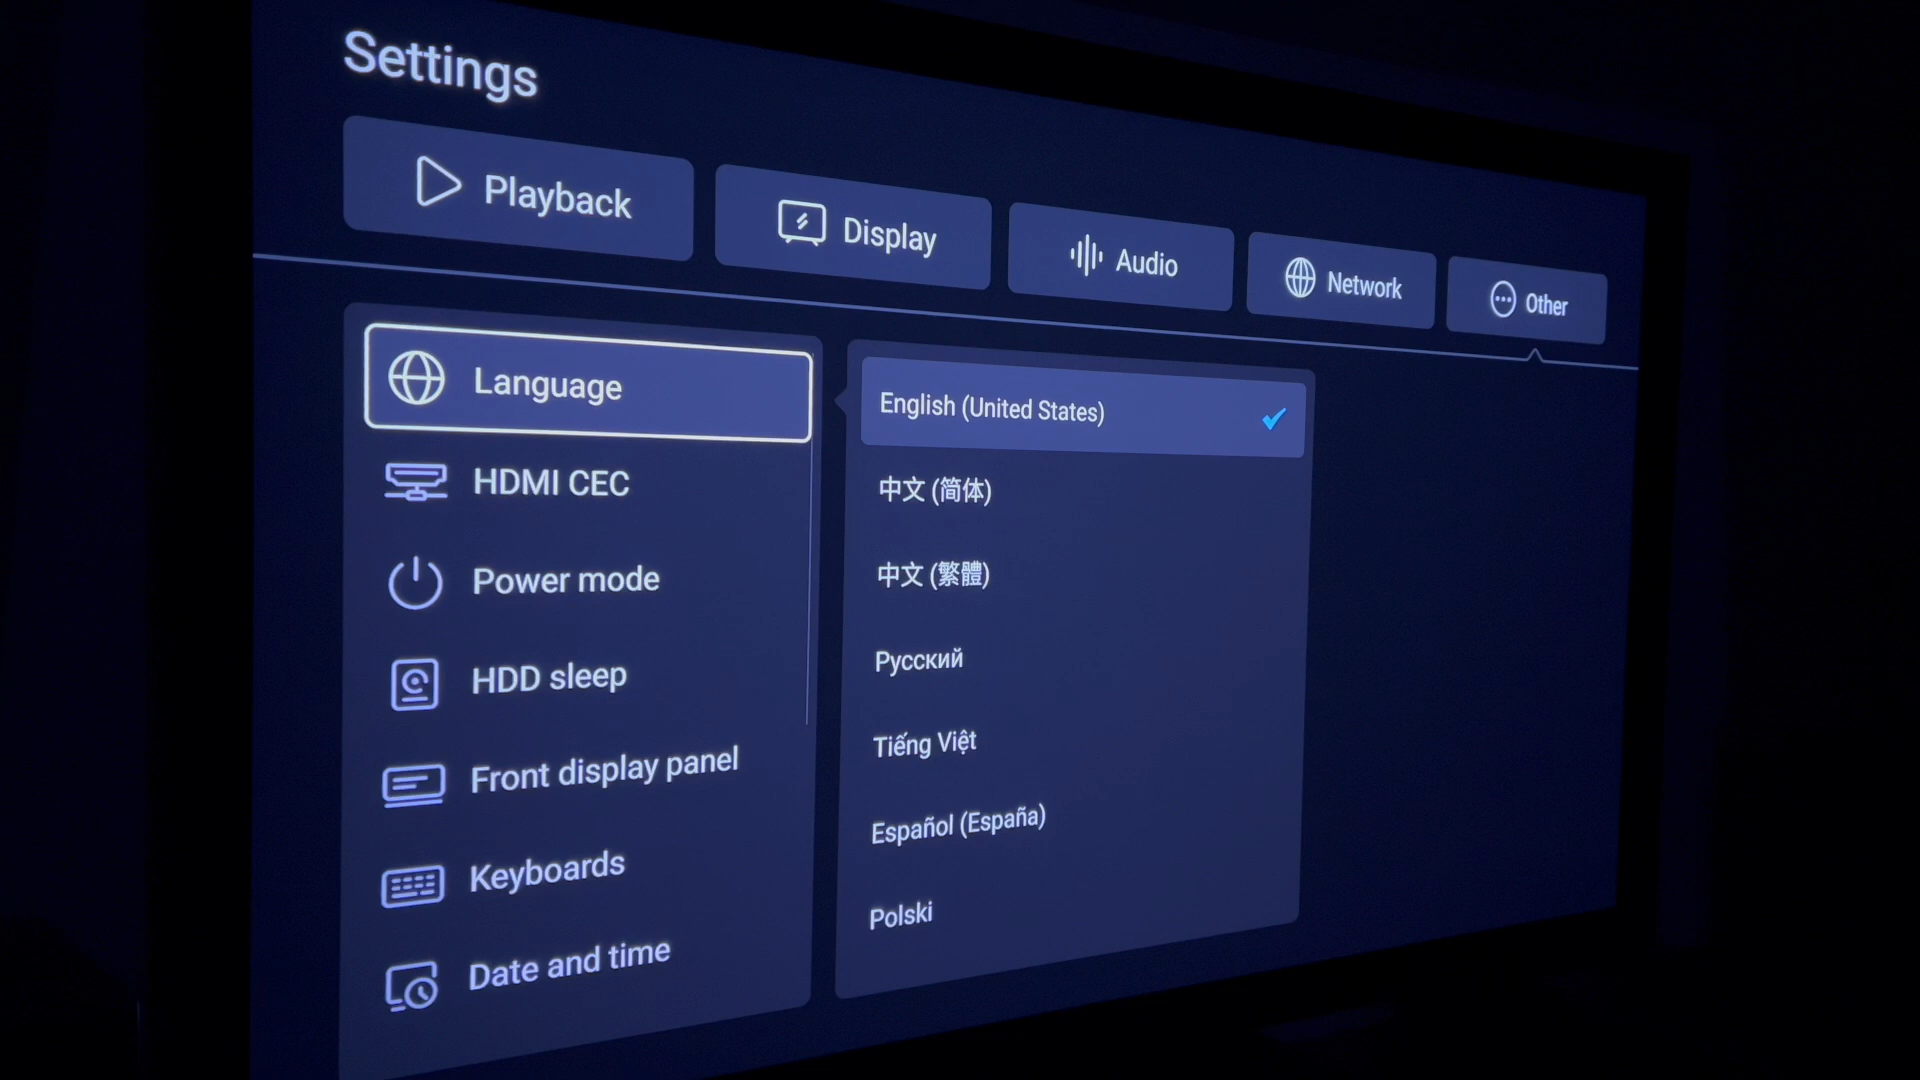 Settings
Playback
Display
Audio
Network
Other
Language
HDMI CEC
Power mode
HDD sleep
Front display panel
Keyboards
Date and time
English (United States)
中文 (简体)
中文 (繁體)
Русский
Tiếng Việt
Español (España)
Polski